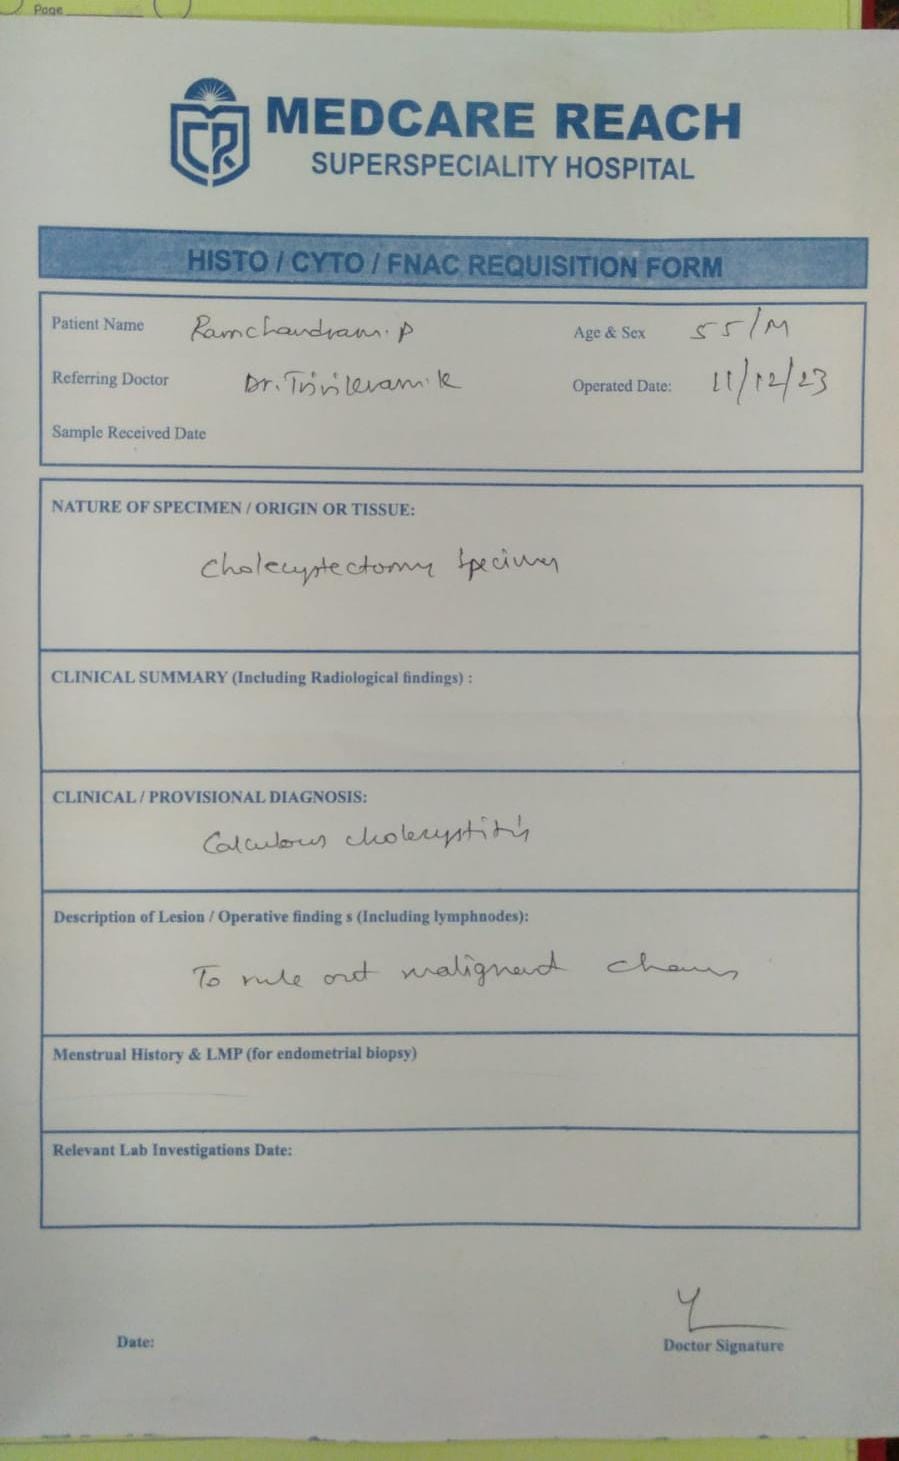 Page
MEDCARE REACH
SUPERSPECIALITY HOSPITAL
HISTO / CYTO / FNAC REQUISITION FORM
Patient Name Ramchandram. P Age & Sex 55/M
Referring Doctor Dr. Trivikram. K Operated Date: 11/12/23
Sample Received Date
NATURE OF SPECIMEN / ORIGIN OR TISSUE:
Cholecystectomy Specimen
CLINICAL SUMMARY (Including Radiological findings) :
CLINICAL / PROVISIONAL DIAGNOSIS:
Calculous cholecystitis
Description of Lesion / Operative finding s (Including lymphnodes):
To rule out malignant
Menstrual History & LMP (for endometrial biopsy)
Relevant Lab Investigations Date:
Date:
Doctor Signature